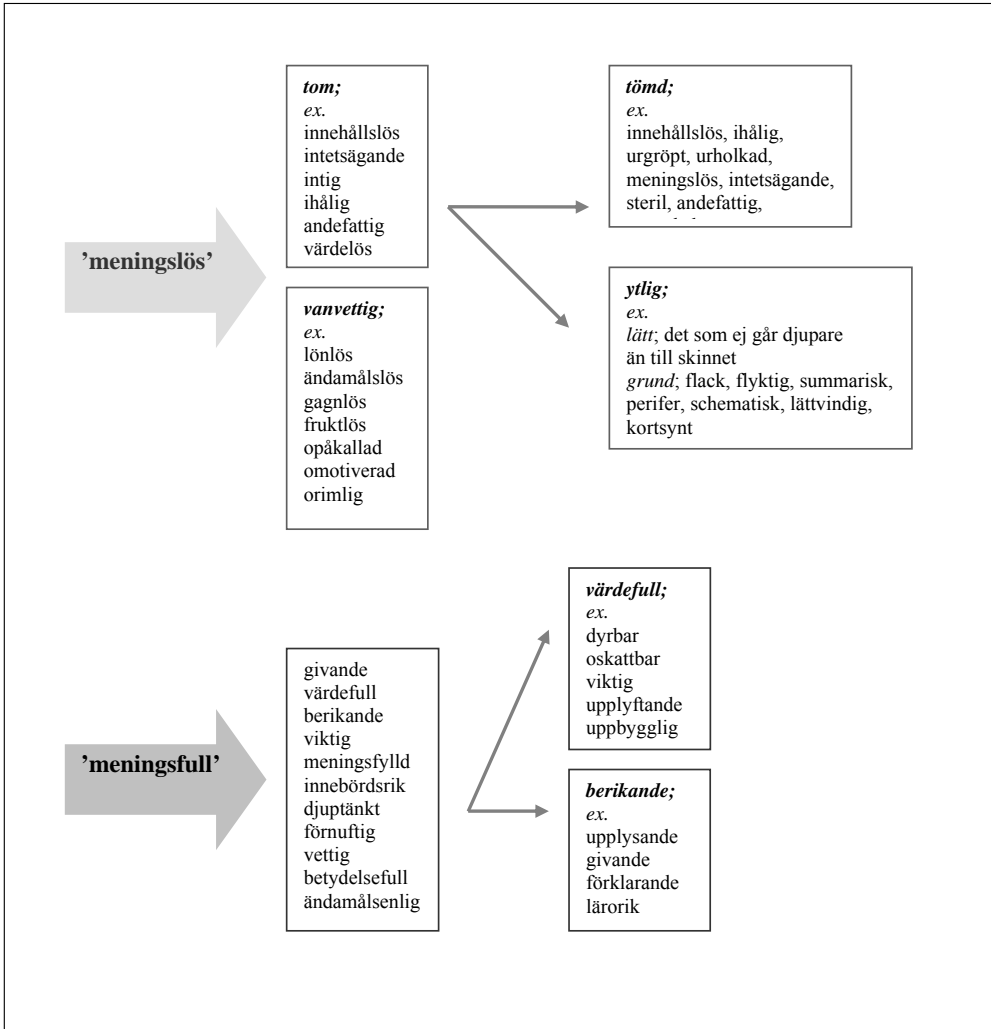 ’meningslös’
tom;
ex.
innehållslös
intetsägande
intig
ihålig
andefattig
värdelös
vanvettig;
ex.
lönlös
ändamålslös
gagnlös
fruktlös
opåkallad
omotiverad
orimlig
tömd;
ex.
innehållslös, ihålig,
urgröpt, urholkad,
meningslös, intetsägande,
steril, andefattig,
ytlig;
ex.
lätt; det som ej går djupare
än till skinnet
grund; flack, flyktig, summarisk,
perifer, schematisk, lättvindig,
kortsynt
’meningsfull’
givande
värdefull
berikande
viktig
meningsfylld
innebördsrik
djuptänkt
förnuftig
vettig
betydelsefull
ändamålsenlig
värdefull;
ex.
dyrbar
oskattbar
viktig
upplyftande
uppbygglig
berikande;
ex.
upplysande
givande
förklarande
lärorik